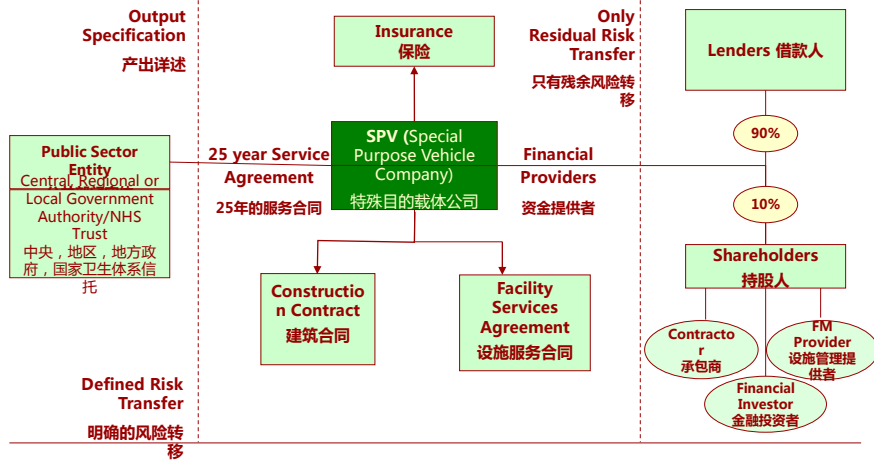 Output
Specification
产出详述
Insurance
保险
Only
Residual Risk
Transfer
只有残余风险转
移
Lenders 借款人
90%
10%
Public Sector
Entity
Central, Regional or
Local Government
Authority/NHS
Trust
中央，地区，地方政
府，国家卫生体系信
托
25 year Service
Agreement
25年的服务合同
SPV (Special
Purpose Vehicle
Company)
特殊目的载体公司
Financial
Providers
资金提供者
Shareholders
持股人
Constructio
n Contract
建筑合同
Facility
Services
Agreement
设施服务合同
Contracto
r
承包商
FM
Provider
设施管理提
供者
Financial
Investor
金融投资者
Defined Risk
Transfer
明确的风险转
移